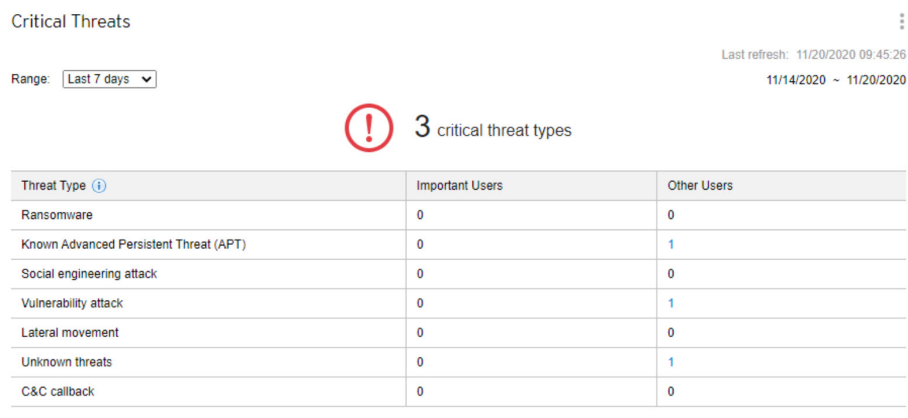 Critical Threats
Last refresh: 11/20/2020 09:45:26
Range: Last 7 days 11/14/2020 ~ 11/20/2020
3 critical threat types
Threat Type Important Users Other Users
Ransomware 0 0
Known Advanced Persistent Threat (APT) 0 1
Social engineering attack 0 0
Vulnerability attack 0 1
Lateral movement 0 0
Unknown threats 0 1
C&C callback 0 0